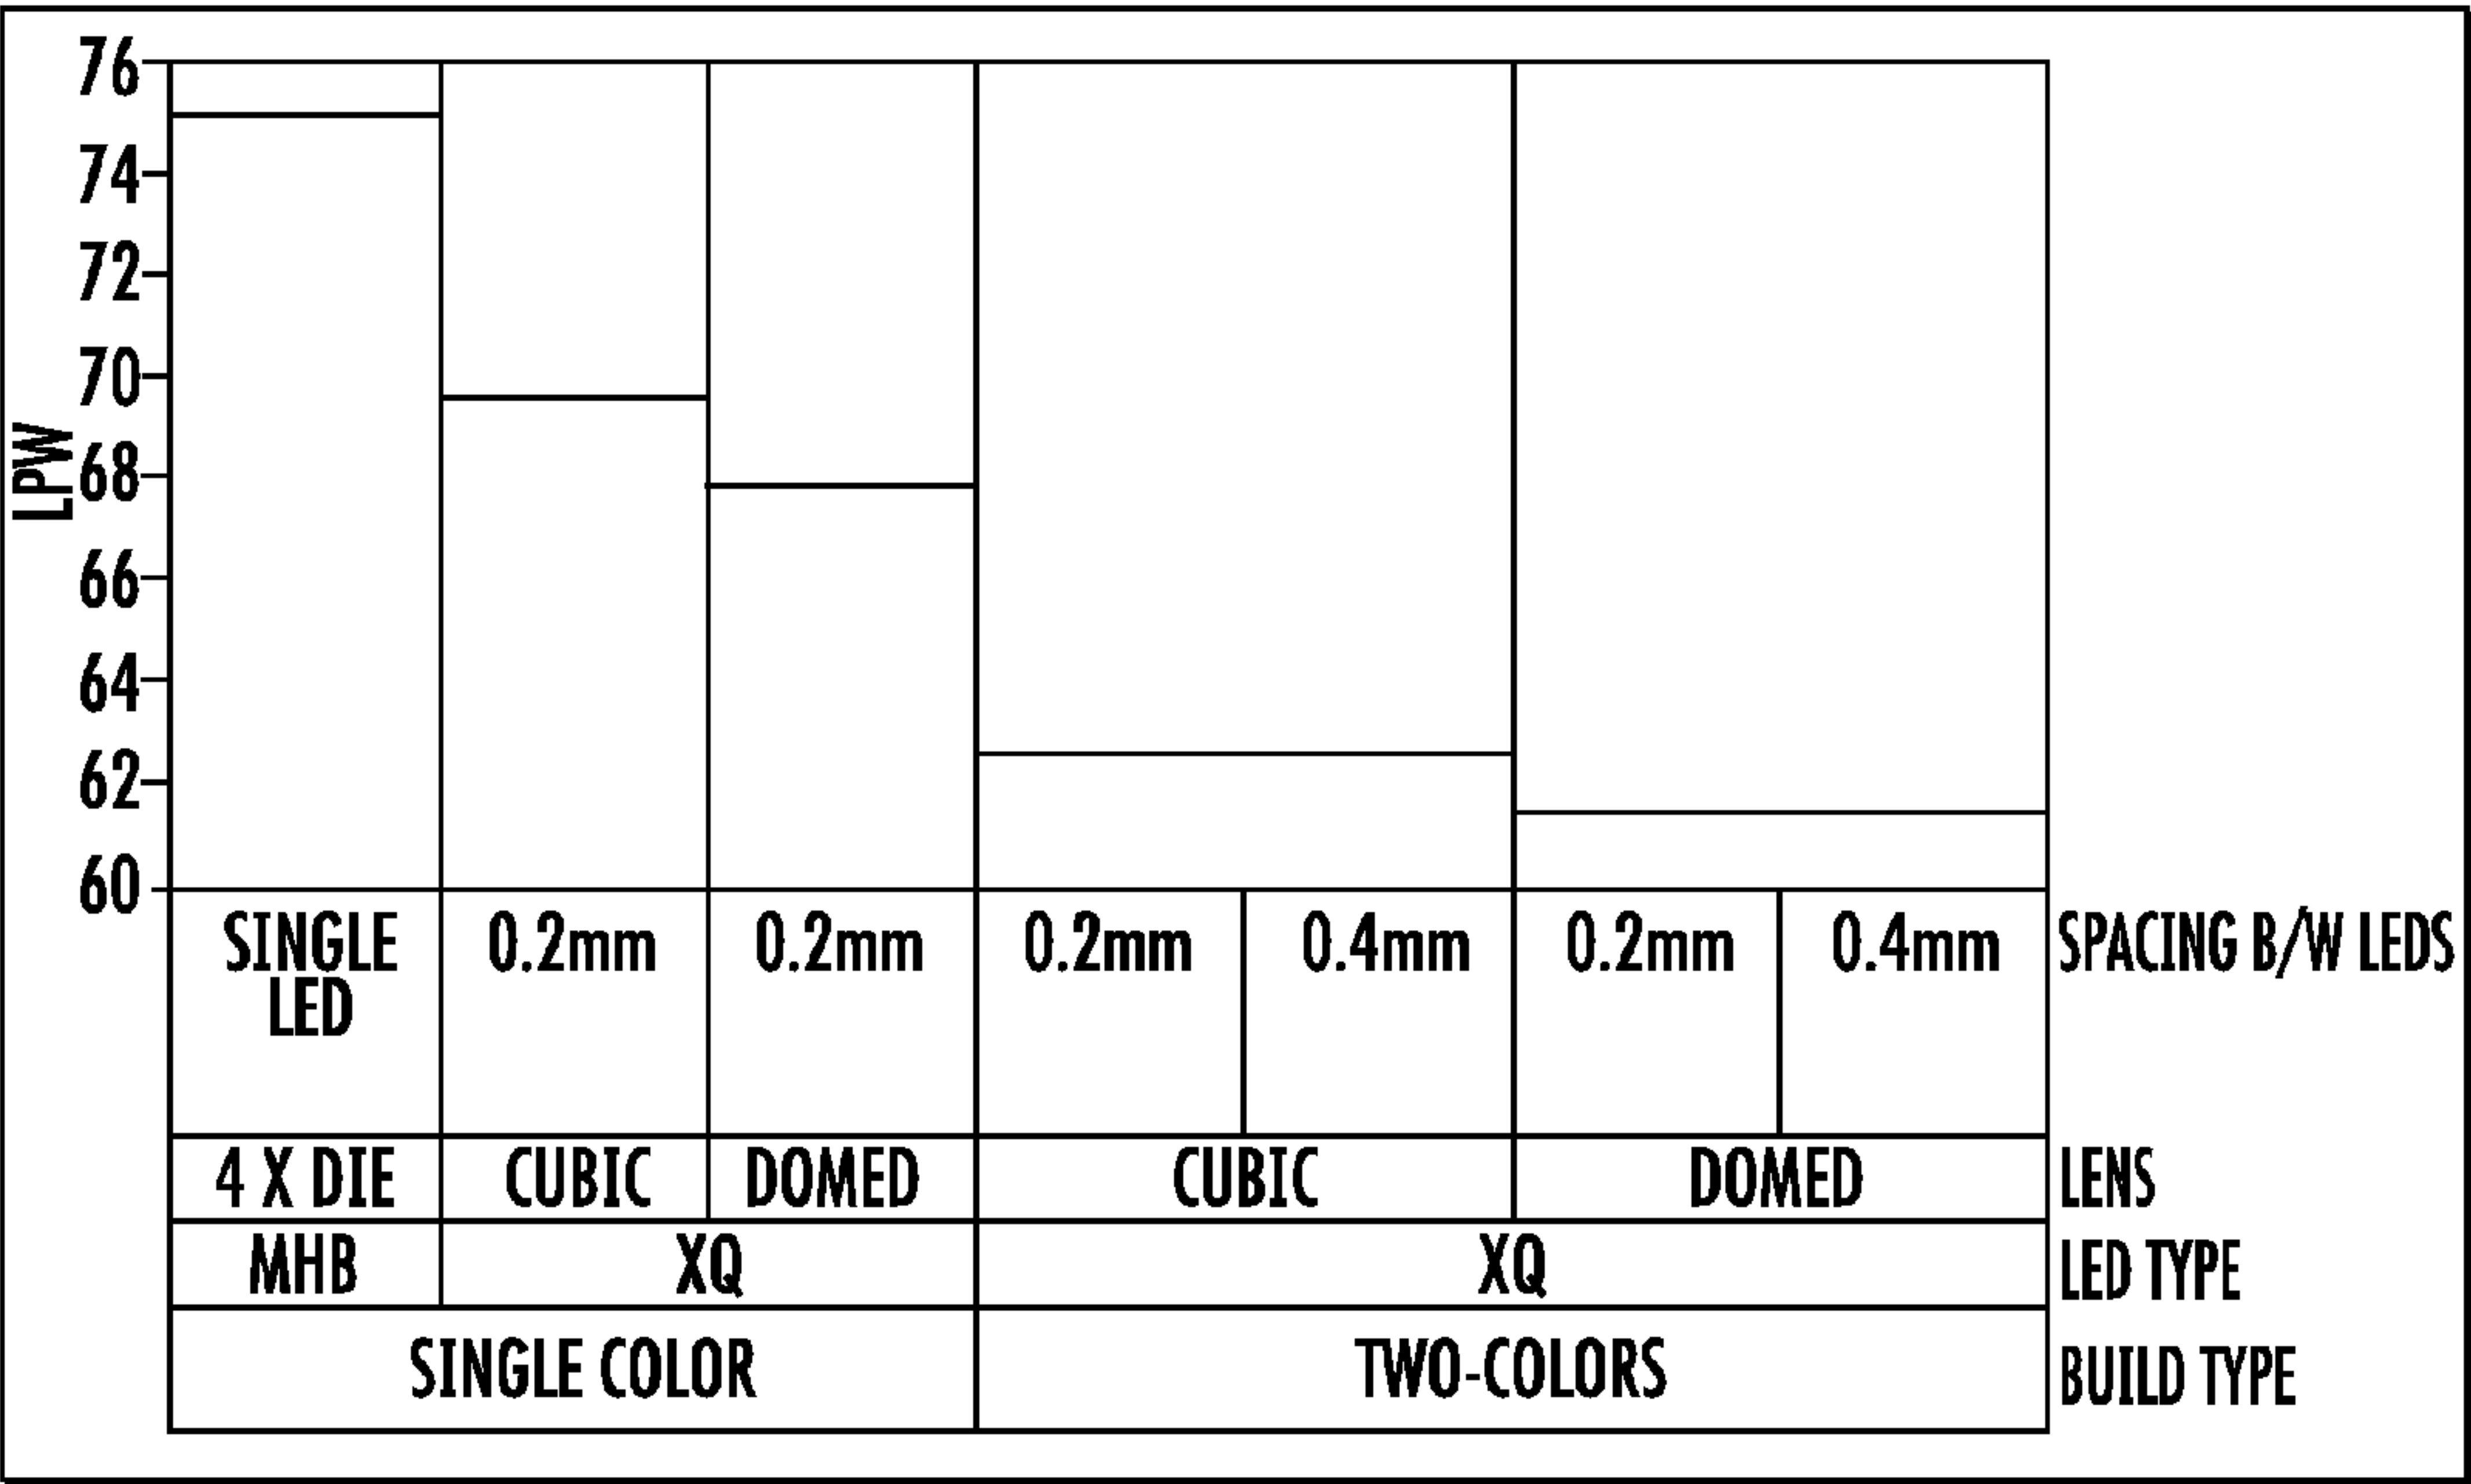 76
74
72
70
68
66
64
62
60
LPW
SINGLE LED 0.2mm 0.2mm 0.2mm 0.4mm 0.2mm 0.4mm SPACING B/W LEDS
4 X DIE CUBIC DOMED CUBIC DOMED LENS
MHB XQ XQ LED TYPE
SINGLE COLOR TWO-COLORS BUILD TYPE